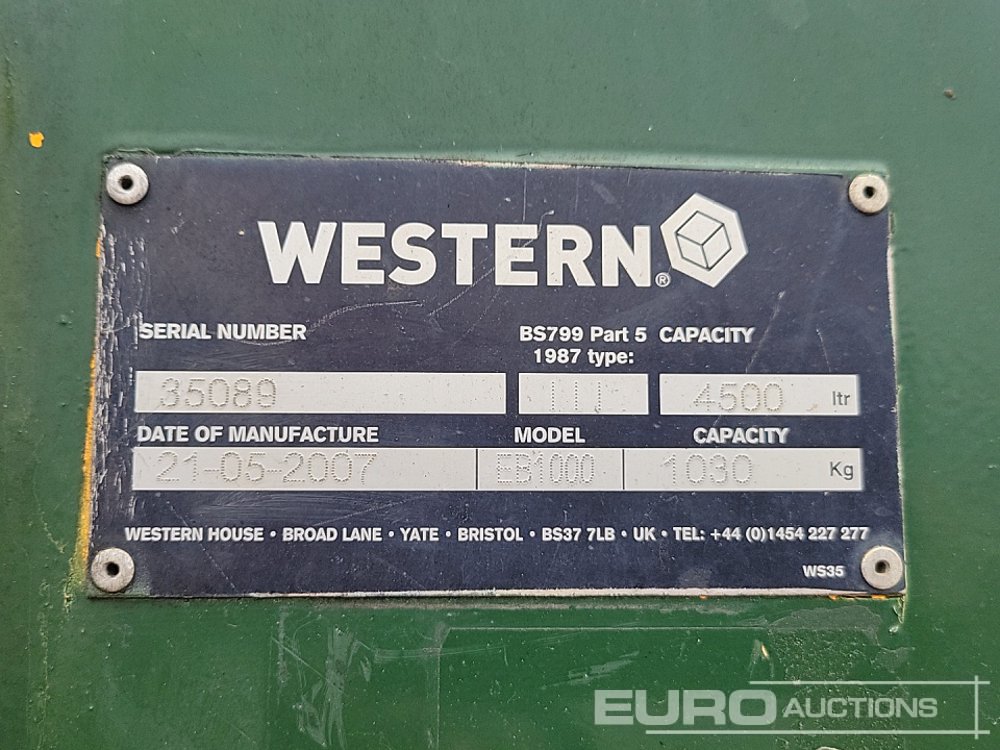 WESTERN®
SERIAL NUMBER BS799 Part 5 CAPACITY
1987 type:
35089 III 4500 ltr
DATE OF MANUFACTURE MODEL CAPACITY
21-05-2007 EB1000 1030 Kg
WESTERN HOUSE • BROAD LANE • YATE • BRISTOL • BS37 7LB • UK • TEL: +44 (0)1454 227 277
WS35
EURO AUCTIONS